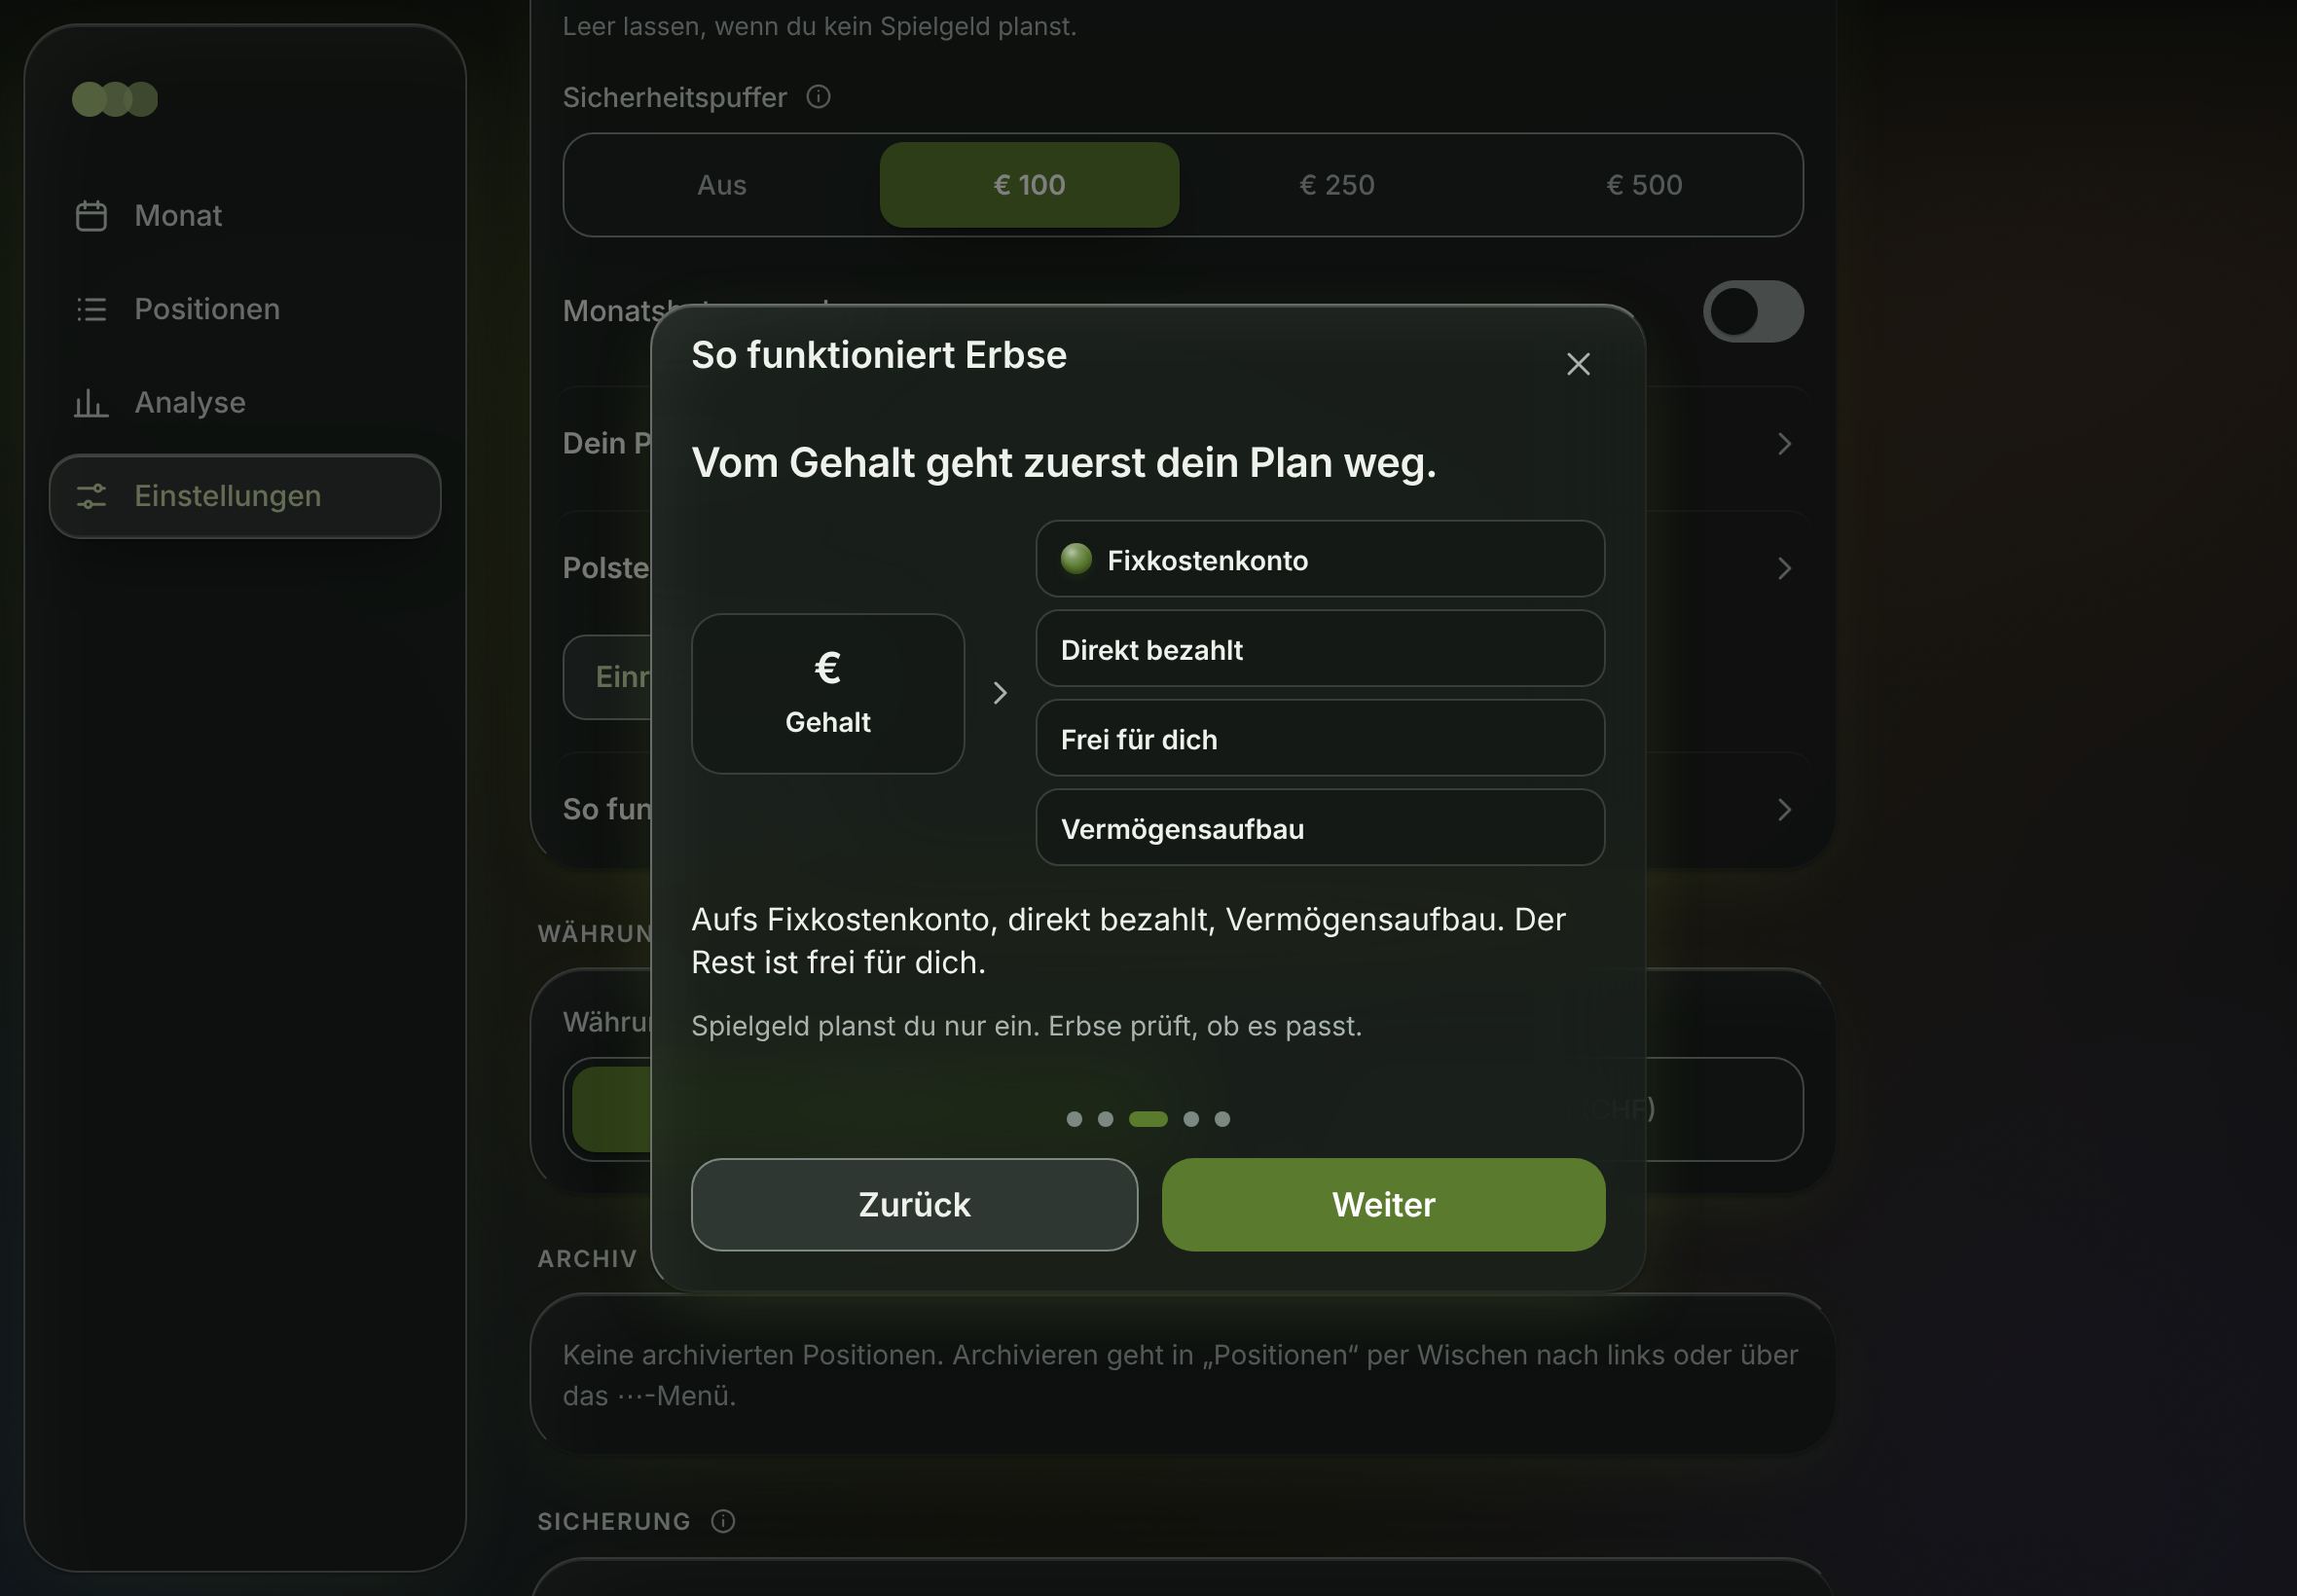 Leer lassen, wenn du kein Spielgeld planst.
Sicherheitspuffer
Aus
€ 100
€ 250
€ 500
Monat
Positionen
Analyse
Einstellungen
So funktioniert Erbse
Vom Gehalt geht zuerst dein Plan weg.
€
Gehalt
Fixkostenkonto
Direkt bezahlt
Frei für dich
Vermögensaufbau
Aufs Fixkostenkonto, direkt bezahlt, Vermögensaufbau. Der
Rest ist frei für dich.
Spielgeld planst du nur ein. Erbse prüft, ob es passt.
Zurück
Weiter
Dein
So
ARCHIV
Keine archivierten Positionen. Archivieren geht in „Positionen“ per Wischen nach links oder über
das ···-Menü.
SICHERUNG